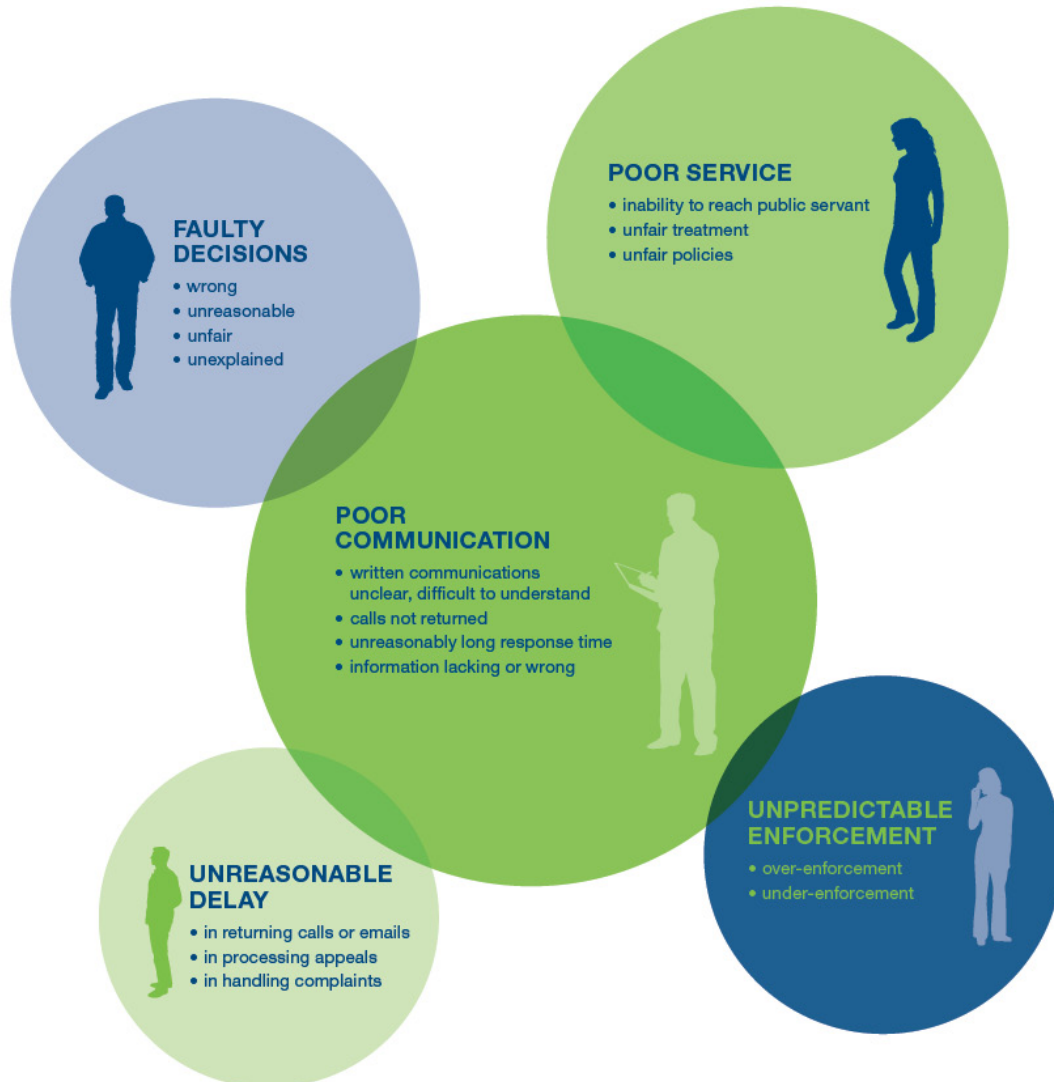 FAULTY
DECISIONS
• wrong
• unreasonable
• unfair
• unexplained
POOR SERVICE
• inability to reach public servant
• unfair treatment
• unfair policies
POOR
COMMUNICATION
• written communications
unclear, difficult to understand
• calls not returned
• unreasonably long response time
• information lacking or wrong
UNREASONABLE
DELAY
• in returning calls or emails
• in processing appeals
• in handling complaints
UNPREDICTABLE
ENFORCEMENT
• over-enforcement
• under-enforcement